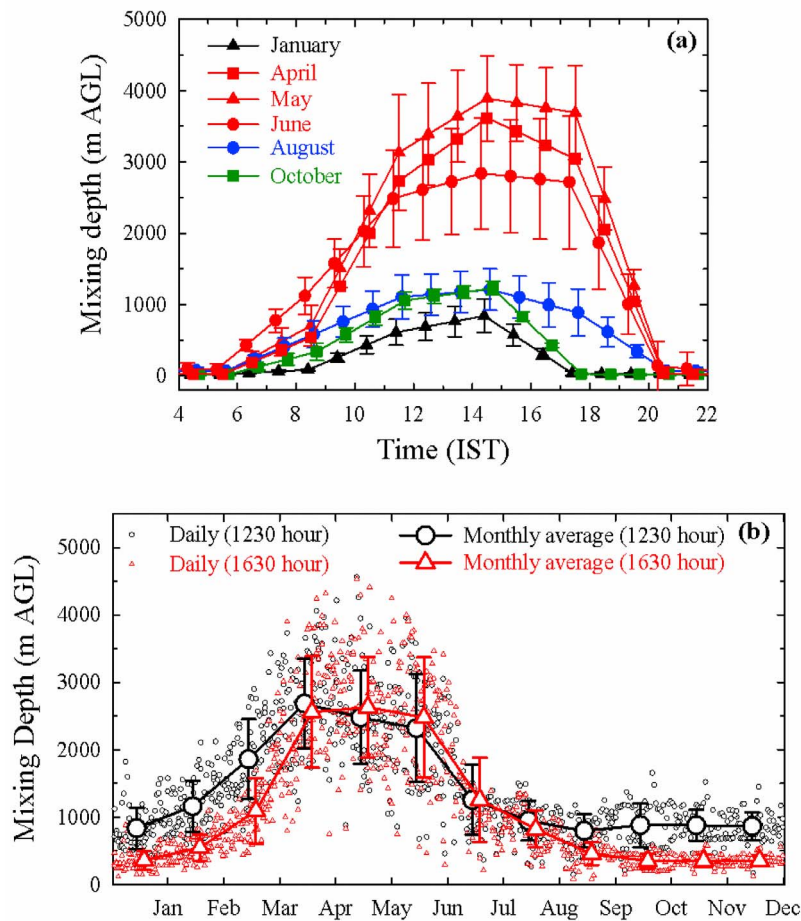 (a)
January
April
May
June
August
October
5000
4000
3000
2000
1000
0
Mixing depth (m AGL)
4 6 8 10 12 14 16 18 20 22
Time (IST)
(b)
Daily (1230 hour) Monthly average (1230 hour)
Daily (1630 hour) Monthly average (1630 hour)
5000
4000
3000
2000
1000
0
Mixing Depth (m AGL)
Jan Feb Mar Apr May Jun Jul Aug Sep Oct Nov Dec